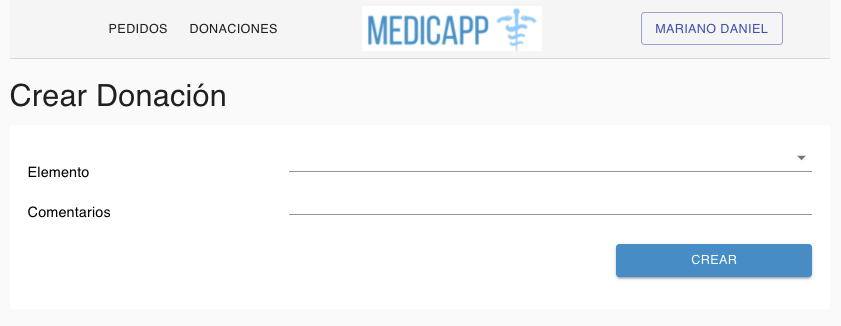 PEDIDOS DONACIONES MEDICAPP MARIANO DANIEL
Crear Donación
Elemento
Comentarios
CREAR